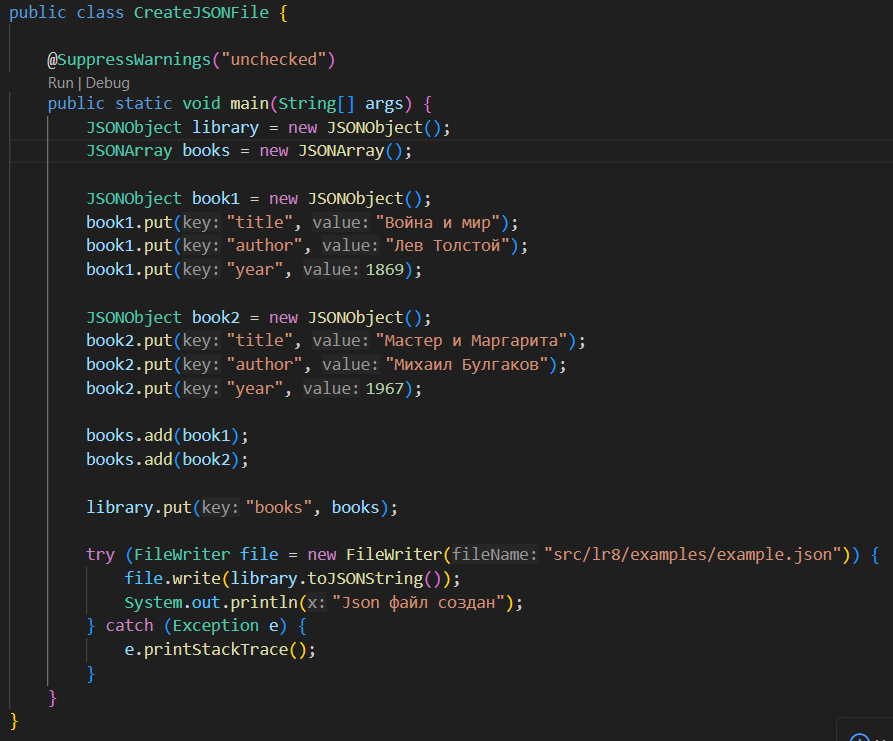 public class CreateJSONFile {
@SuppressWarnings("unchecked")
Run | Debug
public static void main(String[] args) {
JSONObject library = new JSONObject();
JSONArray books = new JSONArray();
JSONObject book1 = new JSONObject();
book1.put(key: "title", value: "Война и мир");
book1.put(key: "author", value: "Лев Толстой");
book1.put(key: "year", value: 1869);
JSONObject book2 = new JSONObject();
book2.put(key: "title", value: "Мастер и Маргарита");
book2.put(key: "author", value: "Михаил Булгаков");
book2.put(key: "year", value: 1967);
books.add(book1);
books.add(book2);
library.put(key: "books", books);
try (FileWriter file = new FileWriter(fileName: "src/lr8/examples/example.json")) {
file.write(library.toJSONString());
System.out.println(x: "Json файл создан");
} catch (Exception e) {
e.printStackTrace();
}
}
}